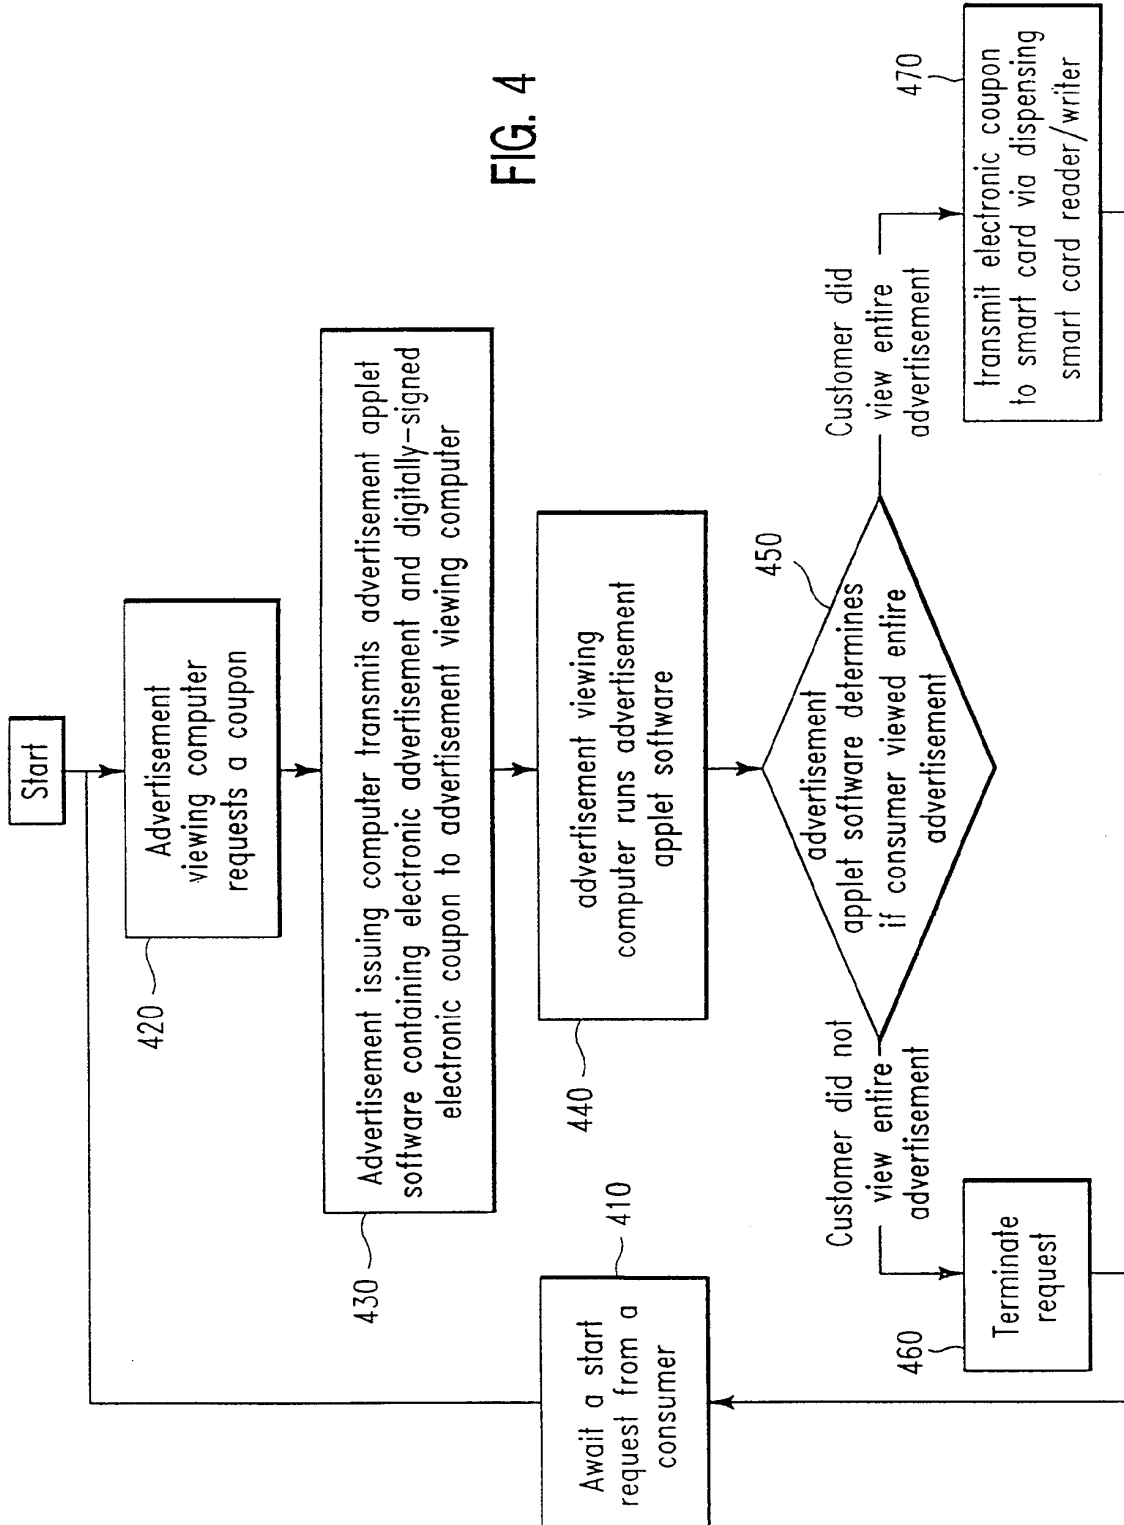 FIG. 4
Start
Advertisement
viewing computer
requests a coupon
420
Advertisement issuing computer transmits advertisement applet
software containing electronic advertisement and digitally-signed
electronic coupon to advertisement viewing computer
430
advertisement viewing
computer runs advertisement
applet software
440
Await a start
request from a
consumer
410
advertisement
applet software determines
if consumer viewed entire
advertisement
450
Customer did not
view entire
advertisement
Customer did
view entire
advertisement
Terminate
request
460
transmit electronic coupon
to smart card via dispensing
smart card reader/writer
470